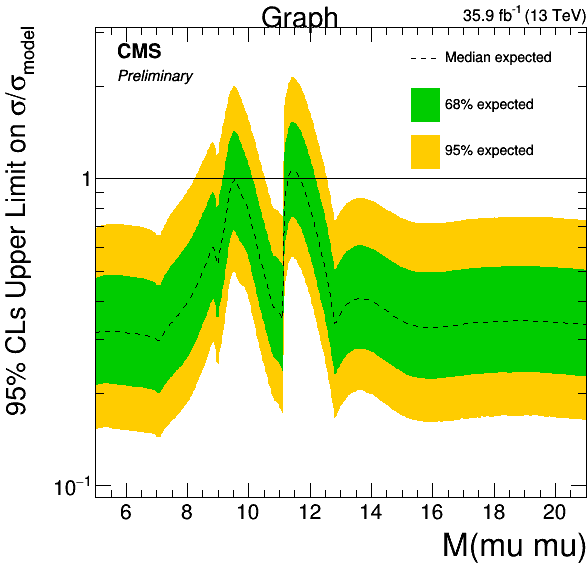 Graph
35.9 fb⁻¹ (13 TeV)
CMS
Preliminary
Median expected
68% expected
95% expected
95% CLs Upper Limit on σ/σmodel
1
10⁻¹
6 8 10 12 14 16 18 20
M(mu mu)